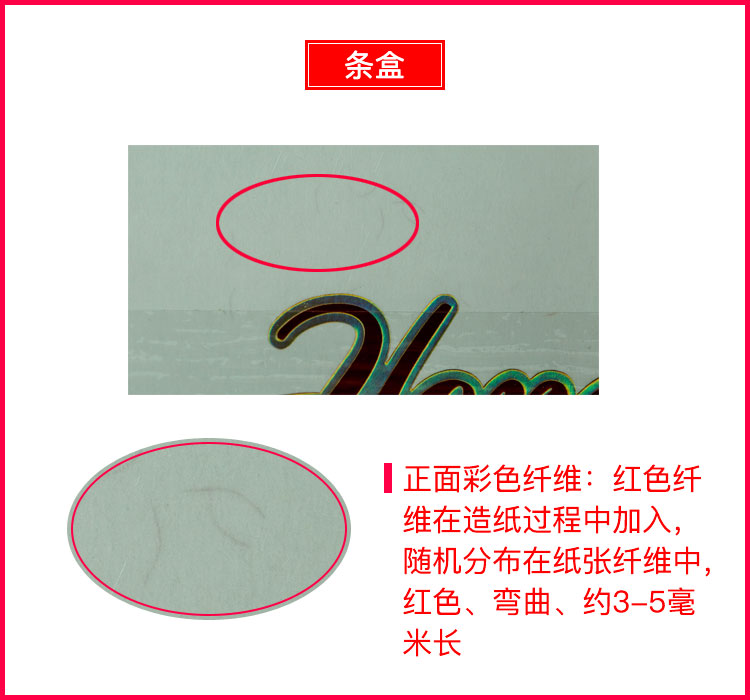 条盒
正面彩色纤维：红色纤
维在造纸过程中加入，
随机分布在纸张纤维中，
红色、弯曲、约3-5毫
米长